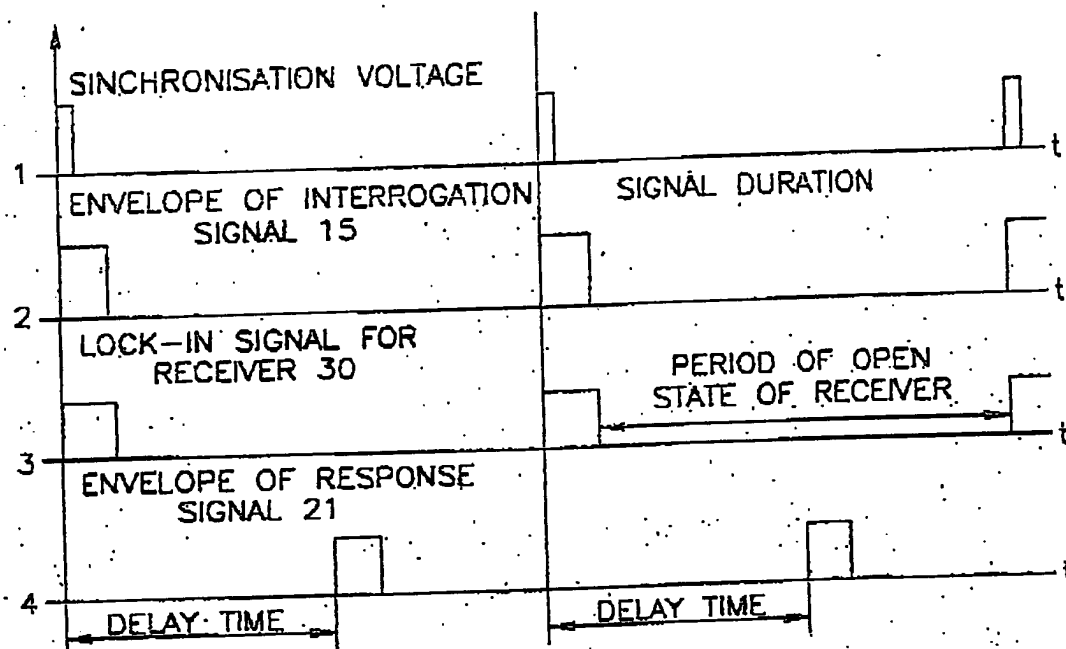 SINCHRONISATION VOLTAGE
1
t
ENVELOPE OF INTERROGATION
SIGNAL 15
SIGNAL DURATION
2
t
LOCK-IN SIGNAL FOR
RECEIVER 30
PERIOD OF OPEN
STATE OF RECEIVER
3
t
ENVELOPE OF RESPONSE
SIGNAL 21
4
t
DELAY TIME
DELAY TIME